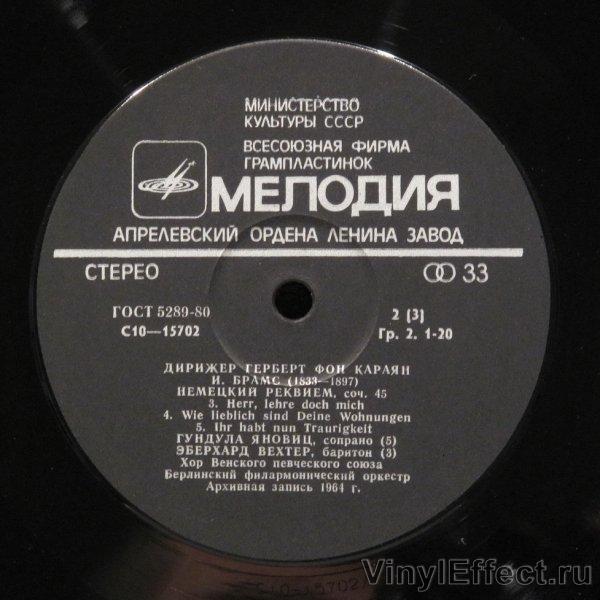 МИНИСТЕРСТВО
КУЛЬТУРЫ СССР
ВСЕСОЮЗНАЯ ФИРМА
ГРАМПЛАСТИНОК
МЕЛОДИЯ
АПРЕЛЕВСКИЙ ОРДЕНА ЛЕНИНА ЗАВОД
СТЕРЕО 33
ГОСТ 5289-80 2 (3)
С10—15702 Гр. 2. 1-20
ДИРИЖЕР ГЕРБЕРТ ФОН КАРАЯН
И. БРАМС (1833—1897)
НЕМЕЦКИЙ РЕКВИЕМ, соч. 45
3. Herr, lehre doch mich
4. Wie lieblich sind Deine Wohnungen
5. Ihr habt nun Traurigkeit
ГУНДУЛА ЯНОВИЦ, сопрано (5)
ЭБЕРХАРД ВЕХТЕР, баритон (3)
Хор Венского певческого союза
Берлинский филармонический оркестр
Архивная запись 1964 г.
VinylEffect.ru